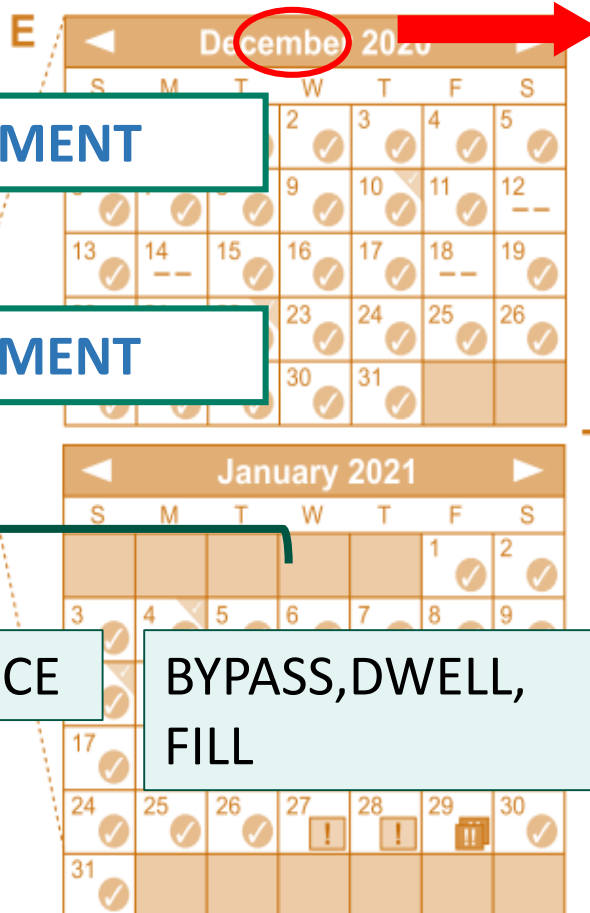 E
December 2020
S M T W T F S
MENT
2 3 4 5
9 10 11 12
13 14 15 16 17 18 19
MENT
23 24 25 26
30 31
January 2021
S M T W T F S
1 2
3 4 5 6 7 8 9
CE
BYPASS,DWELL,
FILL
17
24 25 26 27 28 29 30
31